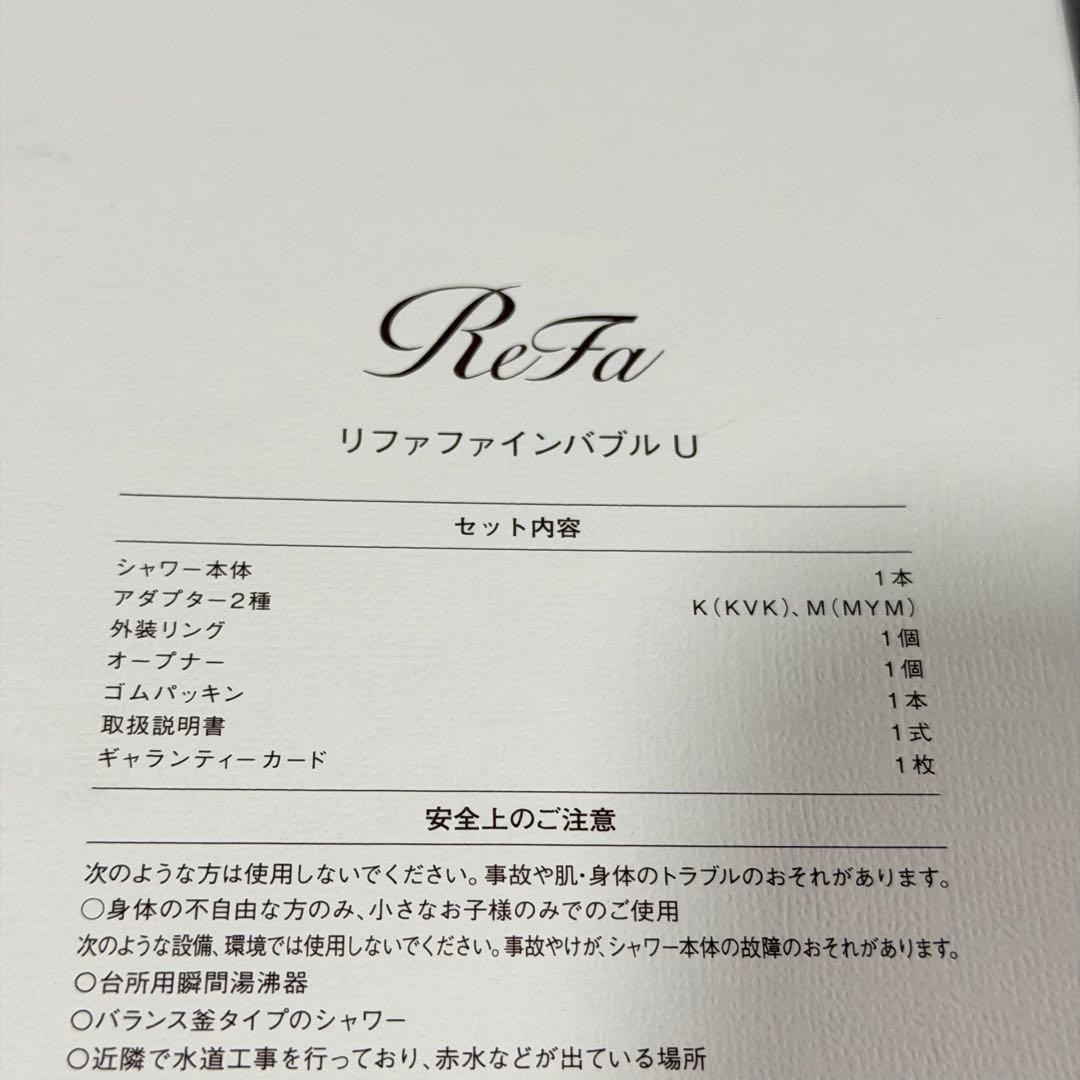 ReFa
リファファインバブル U
セット内容
シャワー本体 1本
アダプター2種 K(KVK)、M(MYM)
外装リング 1個
オープナー 1個
ゴムパッキン 1本
取扱説明書 1式
ギャランティーカード 1枚
安全上のご注意
次のような方は使用しないでください。事故や肌・身体のトラブルのおそれがあります。
○身体の不自由な方のみ、小さなお子様のみでのご使用
次のような設備、環境では使用しないでください。事故やけが、シャワー本体の故障のおそれがあります。
○台所用瞬間湯沸器
○バランス釜タイプのシャワー
○近隣で水道工事を行っており、赤水などが出ている場所